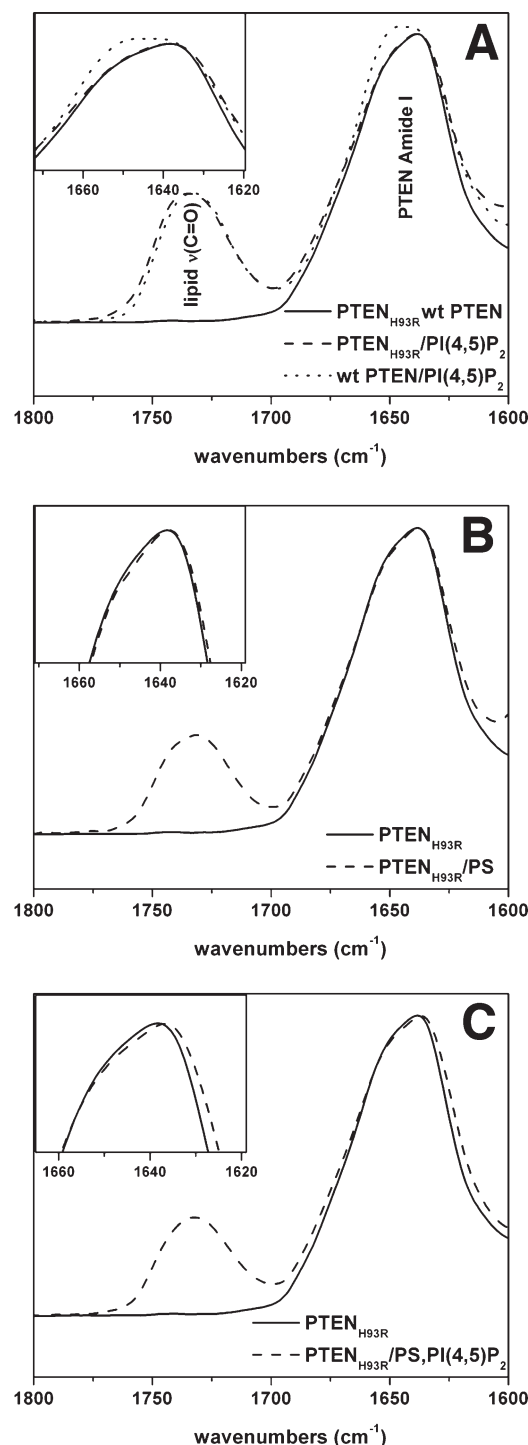 A
1660 1640 1620
lipid ν(C=O)
PTEN Amide I
PTEN_H93R wt PTEN
PTEN_H93R/PI(4,5)P_2
wt PTEN/PI(4,5)P_2
1800 1750 1700 1650 1600
wavenumbers (cm⁻¹)
B
1660 1640 1620
PTEN_H93R
PTEN_H93R/PS
1800 1750 1700 1650 1600
wavenumbers (cm⁻¹)
C
1660 1640 1620
PTEN_H93R
PTEN_H93R/PS,PI(4,5)P_2
1800 1750 1700 1650 1600
wavenumbers (cm⁻¹)